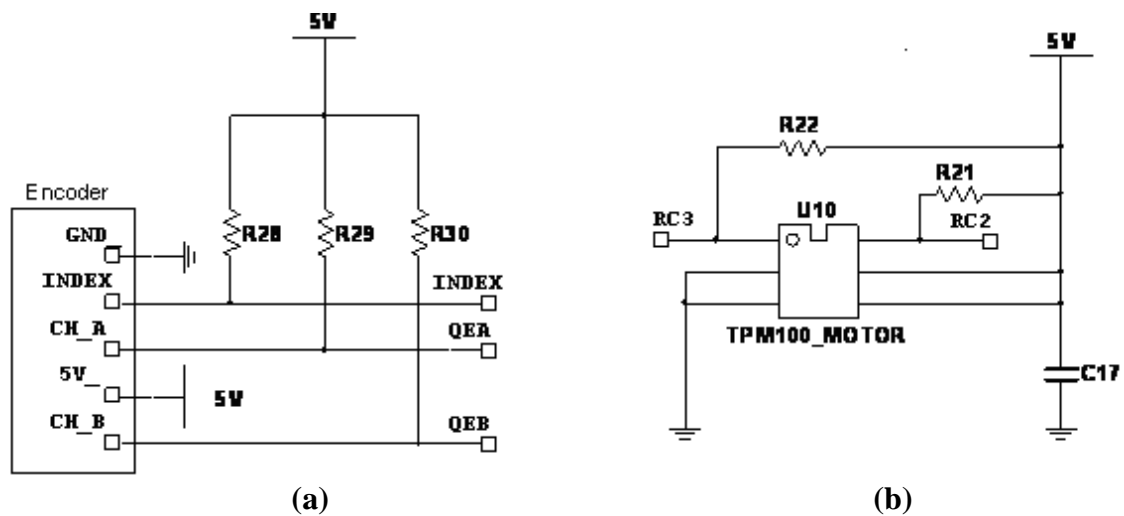 5V
Encoder
GND
INDEX
CH_A
5V_
CH_B
R28
R29
R30
5V
INDEX
QEA
QEB
(a)
5V
R22
R21
RC3
U10
RC2
TPM100_MOTOR
C17
(b)